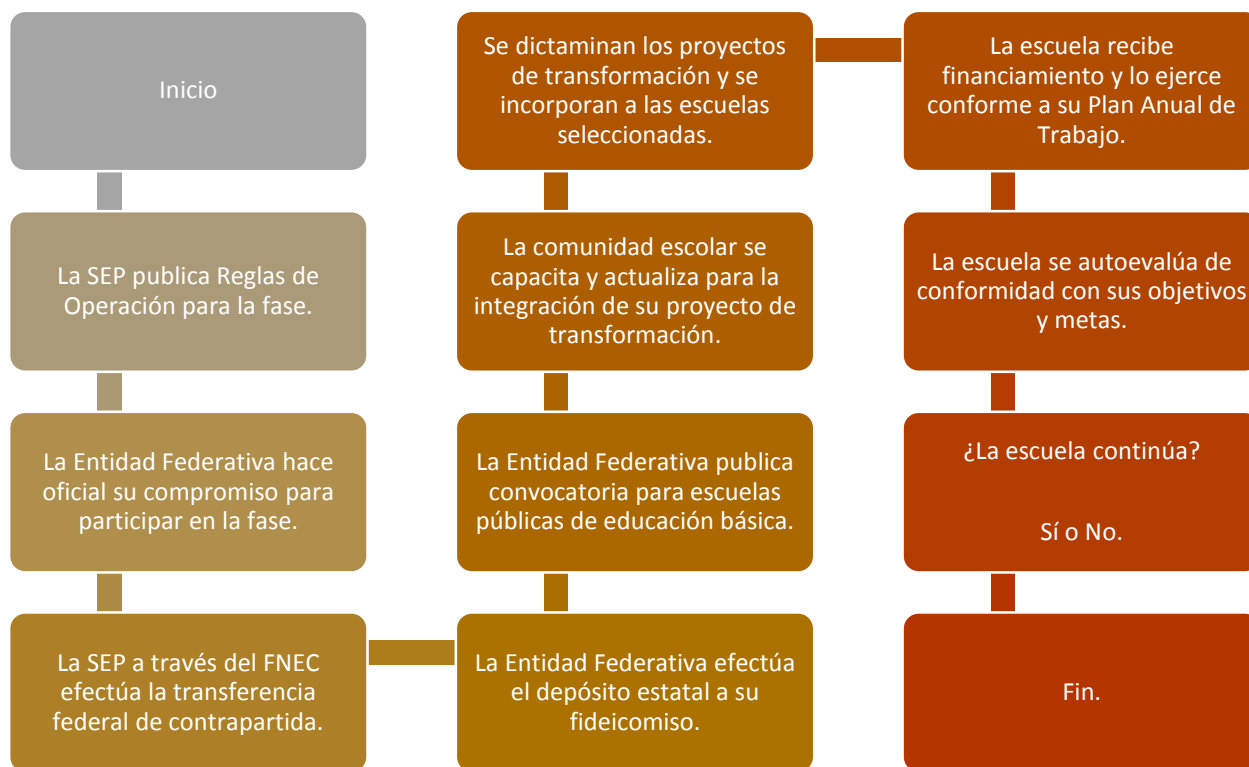 Inicio
La SEP publica Reglas de
Operación para la fase.
La Entidad Federativa hace
oficial su compromiso para
participar en la fase.
La SEP a través del FNEC
efectúa la transferencia
federal de contrapartida.
La Entidad Federativa efectúa
el depósito estatal a su
fideicomiso.
La Entidad Federativa publica
convocatoria para escuelas
públicas de educación básica.
La comunidad escolar se
capacita y actualiza para la
integración de su proyecto de
transformación.
Se dictaminan los proyectos
de transformación y se
incorporan a las escuelas
seleccionadas.
La escuela recibe
financiamiento y lo ejerce
conforme a su Plan Anual de
Trabajo.
La escuela se autoevalúa de
conformidad con sus objetivos
y metas.
¿La escuela continúa?
Sí o No.
Fin.